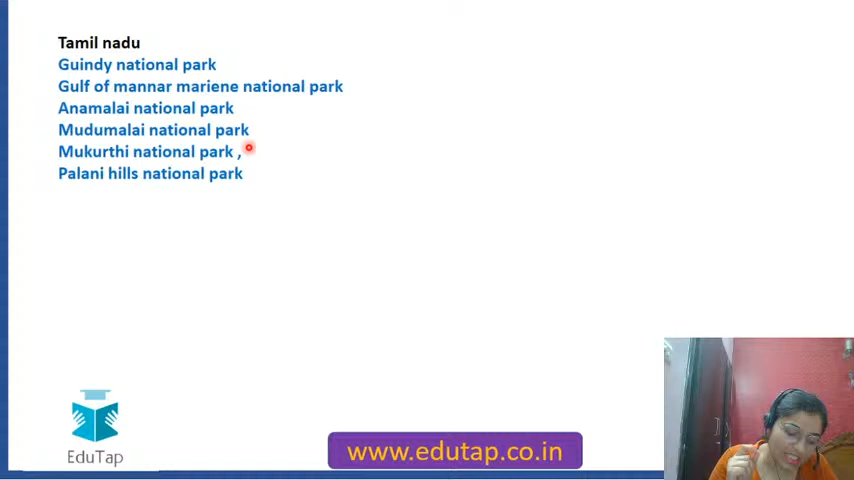 Tamil nadu
Guindy national park
Gulf of mannar mariene national park
Anamalai national park
Mudumalai national park
Mukurthi national park ,
Palani hills national park
EduTap
www.edutap.co.in